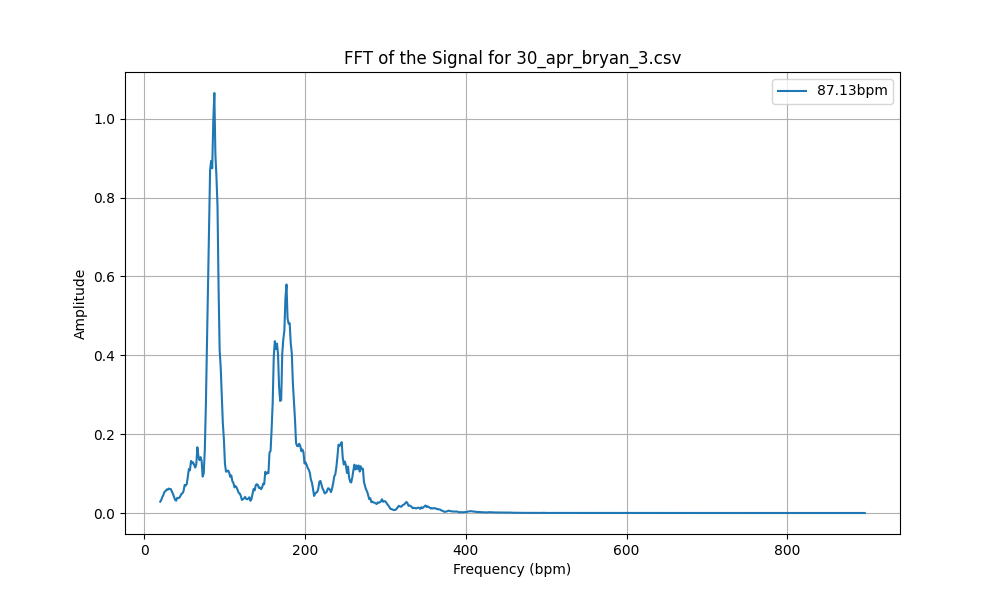 FFT of the Signal for 30_apr_bryan_3.csv
87.13bpm
1.0
0.8
0.6
0.4
0.2
0.0
Amplitude
0 200 400 600 800
Frequency (bpm)